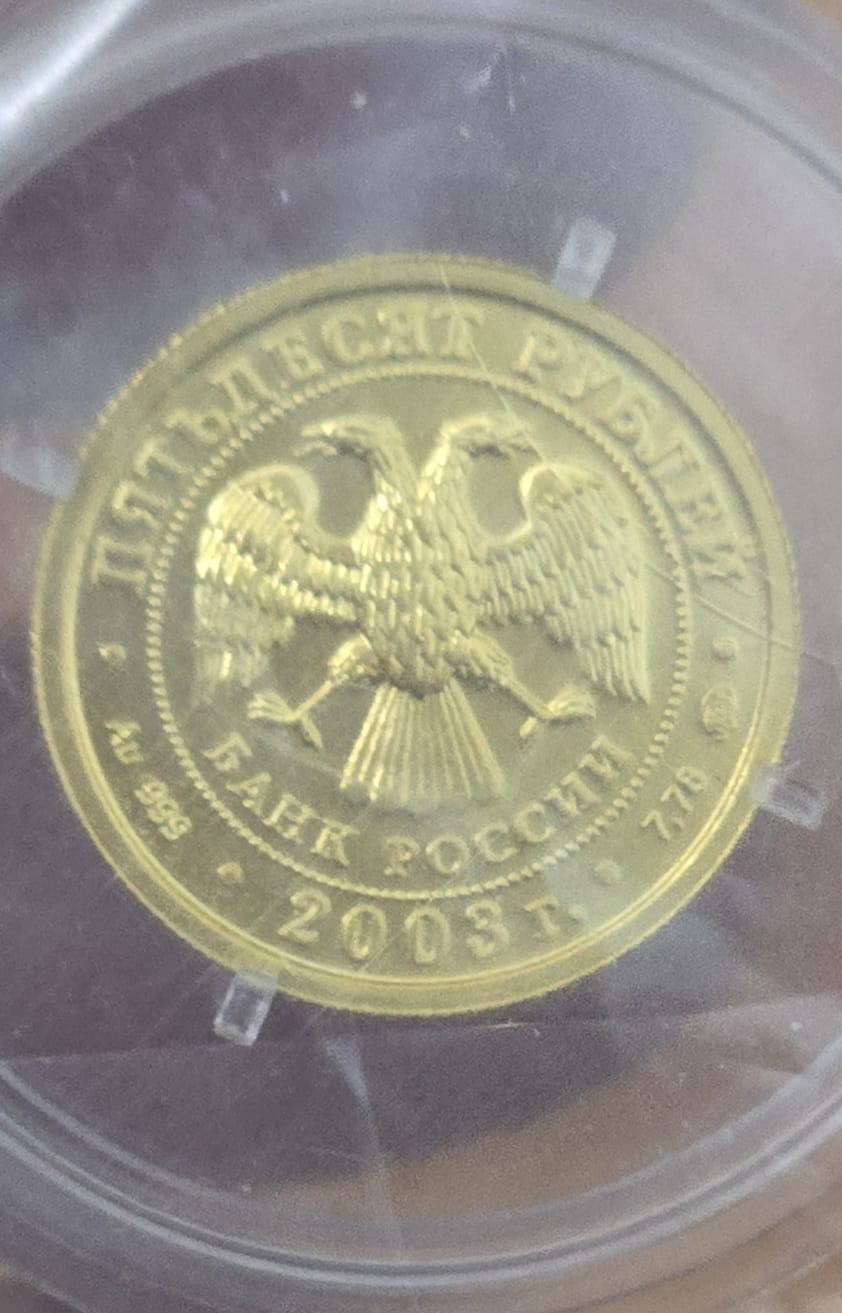 ПЯТЬДЕСЯТ РУБЛЕЙ
БАНК РОССИИ
Au 999
2003 г.
7,78